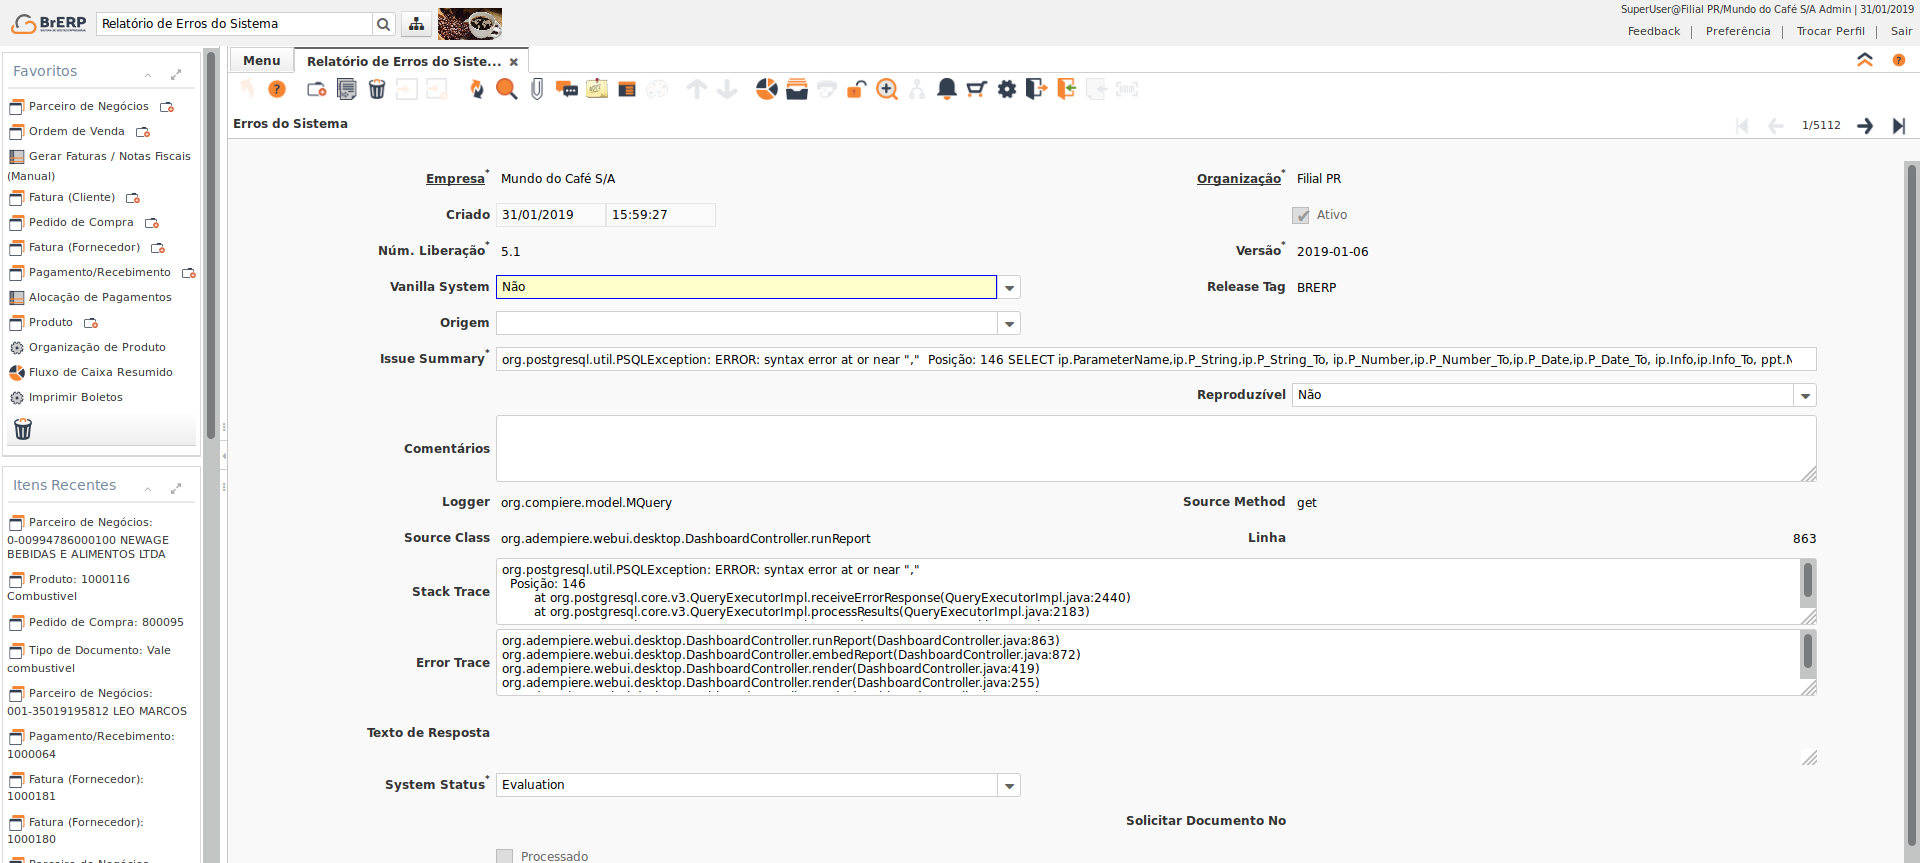 BrERP
Relatório de Erros do Sistema
SuperUser@Filial PR/Mundo do Café S/A Admin | 31/01/2019
Feedback | Preferência | Trocar Perfil | Sair
Favoritos
Parceiro de Negócios
Ordem de Venda
Gerar Faturas / Notas Fiscais
(Manual)
Fatura (Cliente)
Pedido de Compra
Fatura (Fornecedor)
Pagamento/Recebimento
Alocação de Pagamentos
Produto
Organização de Produto
Fluxo de Caixa Resumido
Imprimir Boletos
Itens Recentes
Parceiro de Negócios:
0-00994786000100 NEWAGE
BEBIDAS E ALIMENTOS LTDA
Produto: 1000116
Combustivel
Pedido de Compra: 800095
Tipo de Documento: Vale
combustivel
Parceiro de Negócios:
001-35019195812 LEO MARCOS
Pagamento/Recebimento:
1000064
Fatura (Fornecedor):
1000181
Fatura (Fornecedor):
1000180
Menu
Relatório de Erros do Siste...
Erros do Sistema
1/5112
Empresa* Mundo do Café S/A
Organização* Filial PR
Criado 31/01/2019 15:59:27
Ativo
Núm. Liberação* 5.1
Versão* 2019-01-06
Vanilla System Não
Release Tag BRERP
Origem
Issue Summary* org.postgresql.util.PSQLException: ERROR: syntax error at or near "," Posição: 146 SELECT ip.ParameterName,ip.P_String,ip.P_String_To, ip.P_Number,ip.P_Number_To,ip.P_Date,ip.P_Date_To, ip.Info,ip.Info_To, ppt.N
Reproduzível Não
Comentários
Logger org.compiere.model.MQuery
Source Method get
Source Class org.adempiere.webui.desktop.DashboardController.runReport
Linha 863
Stack Trace
org.postgresql.util.PSQLException: ERROR: syntax error at or near ","
Posição: 146
at org.postgresql.core.v3.QueryExecutorImpl.receiveErrorResponse(QueryExecutorImpl.java:2440)
at org.postgresql.core.v3.QueryExecutorImpl.processResults(QueryExecutorImpl.java:2183)
Error Trace
org.adempiere.webui.desktop.DashboardController.runReport(DashboardController.java:863)
org.adempiere.webui.desktop.DashboardController.embedReport(DashboardController.java:872)
org.adempiere.webui.desktop.DashboardController.render(DashboardController.java:419)
org.adempiere.webui.desktop.DashboardController.render(DashboardController.java:255)
Texto de Resposta
System Status* Evaluation
Solicitar Documento No
Processado